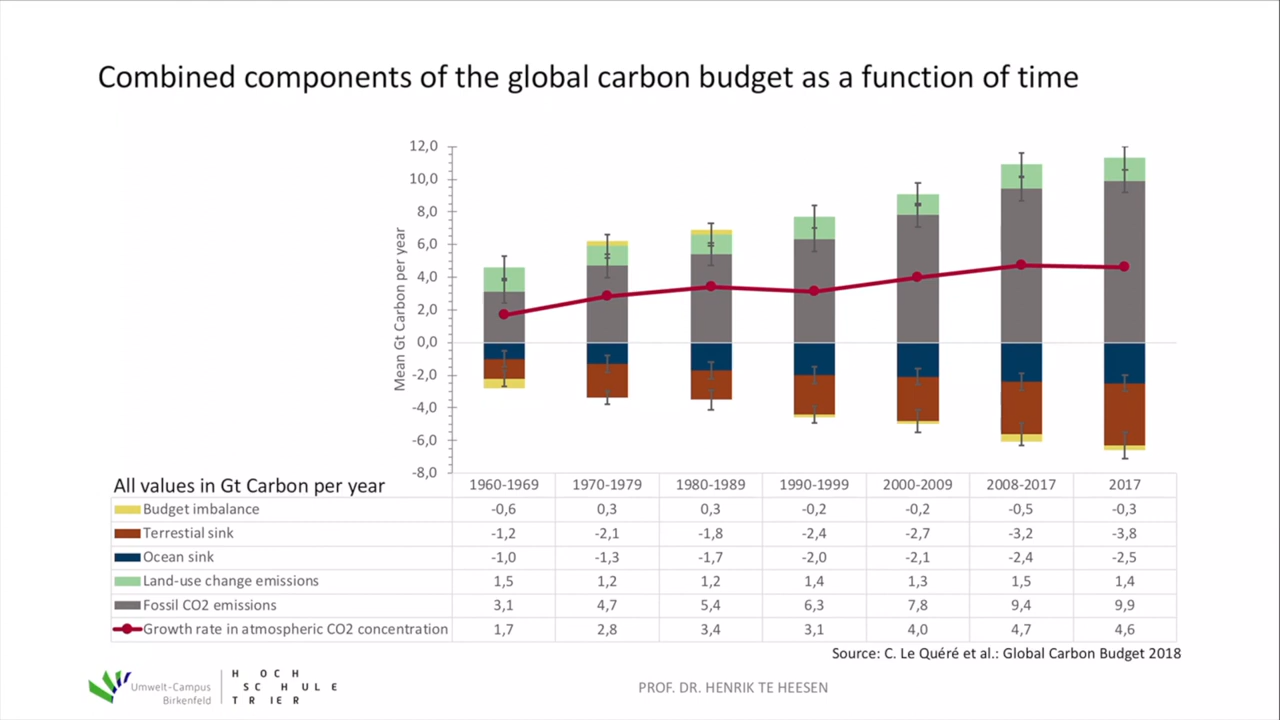 Combined components of the global carbon budget as a function of time
12,0
10,0
8,0
6,0
4,0
2,0
0,0
-2,0
-4,0
-6,0
-8,0
Mean Gt Carbon per year
All values in Gt Carbon per year 1960-1969 1970-1979 1980-1989 1990-1999 2000-2009 2008-2017 2017
Budget imbalance -0,6 0,3 0,3 -0,2 -0,2 -0,5 -0,3
Terrestial sink -1,2 -2,1 -1,8 -2,4 -2,7 -3,2 -3,8
Ocean sink -1,0 -1,3 -1,7 -2,0 -2,1 -2,4 -2,5
Land-use change emissions 1,5 1,2 1,2 1,4 1,3 1,5 1,4
Fossil CO2 emissions 3,1 4,7 5,4 6,3 7,8 9,4 9,9
Growth rate in atmospheric CO2 concentration 1,7 2,8 3,4 3,1 4,0 4,7 4,6
Source: C. Le Quéré et al.: Global Carbon Budget 2018
Umwelt-Campus
Birkenfeld
HOCH
SCHULE
TRIER
PROF. DR. HENRIK TE HEESEN